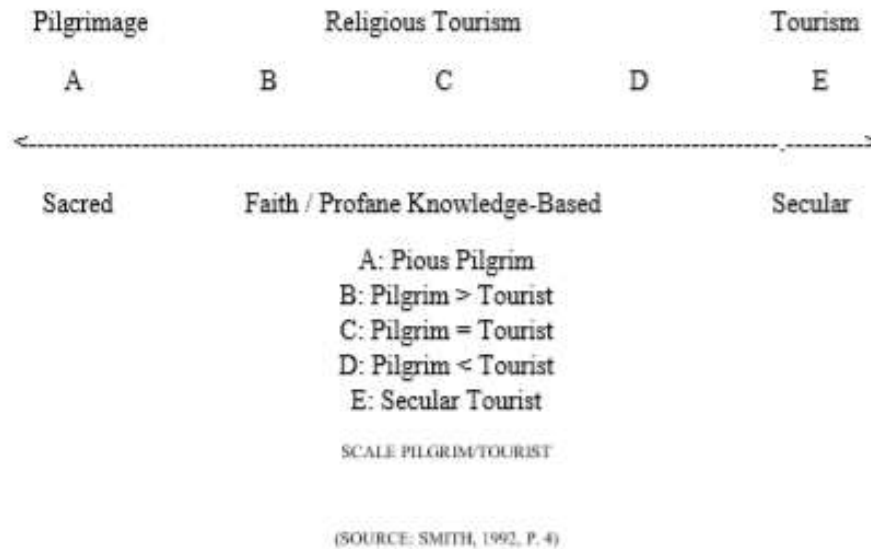 Pilgrimage Religious Tourism Tourism
A B C D E
Sacred Faith / Profane Knowledge-Based Secular
A: Pious Pilgrim
B: Pilgrim > Tourist
C: Pilgrim = Tourist
D: Pilgrim < Tourist
E: Secular Tourist
SCALE PILGRIM/TOURIST
(SOURCE: SMITH, 1992, P. 4)